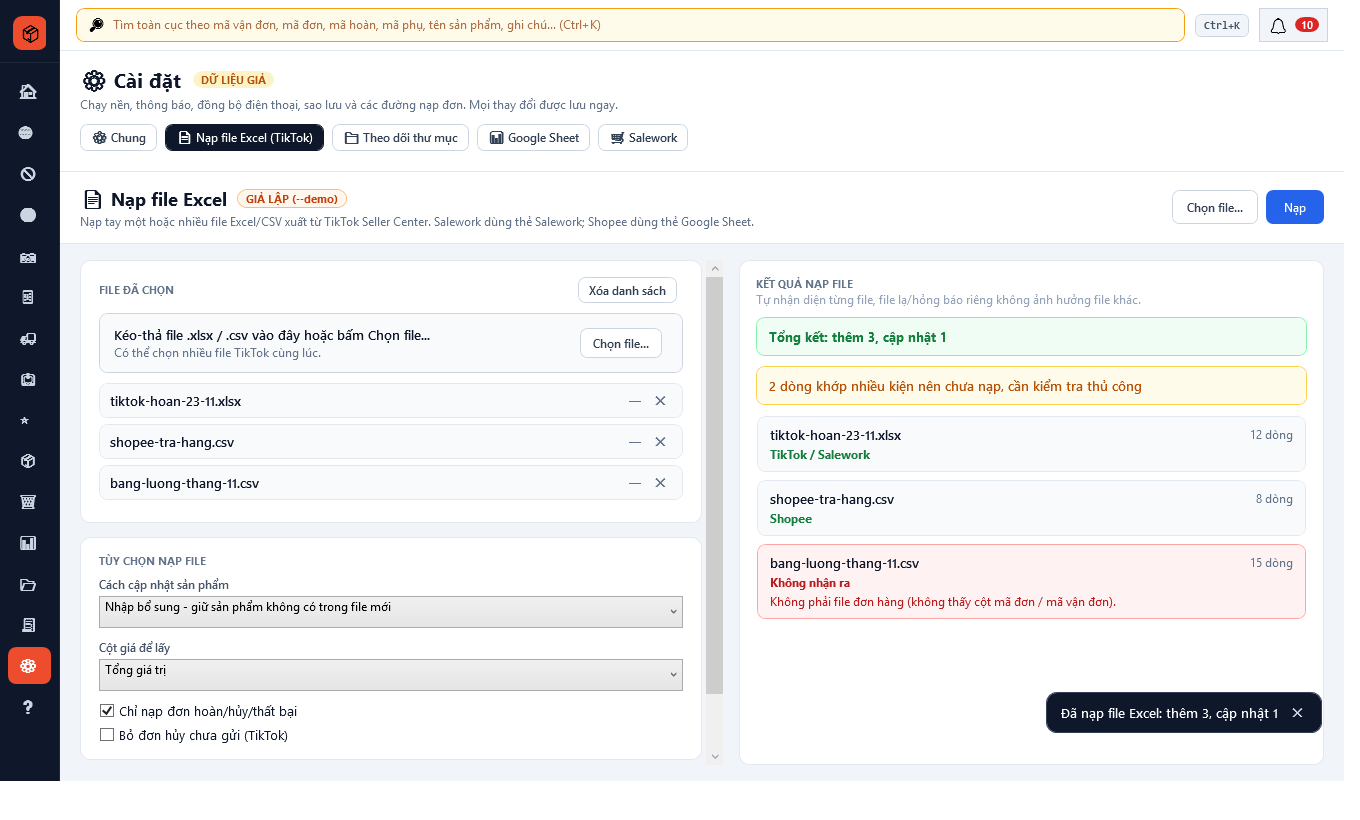 Tìm toàn cục theo mã vận đơn, mã đơn, mã hoàn, mã phụ, tên sản phẩm, ghi chú... (Ctrl+K)
Ctrl+K
10
Cài đặt
DỮ LIỆU GIẢ
Chạy nền, thông báo, đồng bộ điện thoại, sao lưu và các đường nạp đơn. Mọi thay đổi được lưu ngay.
Chung
Nạp file Excel (TikTok)
Theo dõi thư mục
Google Sheet
Salework
Nạp file Excel
GIẢ LẬP (--demo)
Nạp tay một hoặc nhiều file Excel/CSV xuất từ TikTok Seller Center. Salework dùng thẻ Salework; Shopee dùng thẻ Google Sheet.
Chọn file...
Nạp
FILE ĐÃ CHỌN
Xóa danh sách
Kéo-thả file .xlsx / .csv vào đây hoặc bấm Chọn file...
Có thể chọn nhiều file TikTok cùng lúc.
Chọn file...
tiktok-hoan-23-11.xlsx
—
shopee-tra-hang.csv
—
bang-luong-thang-11.csv
—
TÙY CHỌN NẠP FILE
Cách cập nhật sản phẩm
Nhập bổ sung - giữ sản phẩm không có trong file mới
Cột giá để lấy
Tổng giá trị
Chỉ nạp đơn hoàn/hủy/thất bại
Bỏ đơn hủy chưa gửi (TikTok)
KẾT QUẢ NẠP FILE
Tự nhận diện từng file, file lạ/hỏng báo riêng không ảnh hưởng file khác.
Tổng kết: thêm 3, cập nhật 1
2 dòng khớp nhiều kiện nên chưa nạp, cần kiểm tra thủ công
tiktok-hoan-23-11.xlsx
12 dòng
TikTok / Salework
shopee-tra-hang.csv
8 dòng
Shopee
bang-luong-thang-11.csv
15 dòng
Không nhận ra
Không phải file đơn hàng (không thấy cột mã đơn / mã vận đơn).
Đã nạp file Excel: thêm 3, cập nhật 1
?